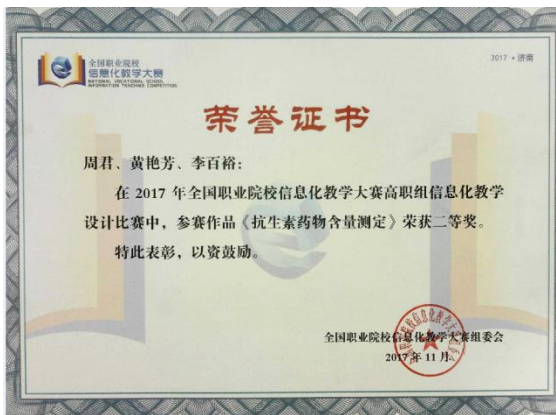 全国职业院校
信息化教学大赛
NATIONAL VOCATIONAL SCHOOL
INFORMATION TEACHING COMPETITION
2017 • 济南
荣誉证书
周君、黄艳芳、李百裕：
在 2017 年全国职业院校信息化教学大赛高职组信息化教学
设计比赛中，参赛作品《抗生素药物含量测定》荣获二等奖。
特此表彰，以资鼓励。
全国职业院校信息化教学大赛组委会
2017 年 11 月